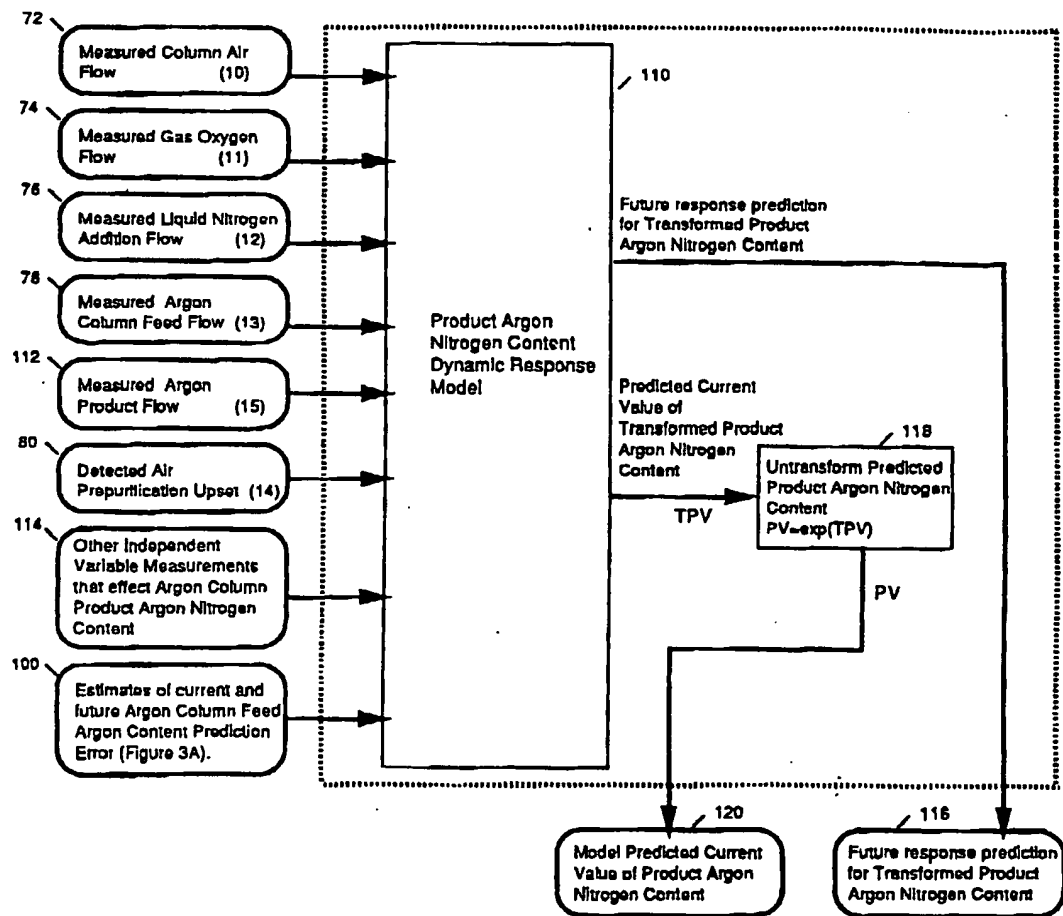 72
Measured Column Air
Flow (10)
74
Measured Gas Oxygen
Flow (11)
76
Measured Liquid Nitrogen
Addition Flow (12)
78
Measured Argon
Column Feed Flow (13)
112
Measured Argon
Product Flow (15)
80
Detected Air
Prepurification Upset (14)
114
Other Independent
Variable Measurements
that effect Argon Column
Product Argon Nitrogen
Content
100
Estimates of current and
future Argon Column Feed
Argon Content Prediction
Error (Figure 3A).
110
Product Argon
Nitrogen Content
Dynamic Response
Model
Future response prediction
for Transformed Product
Argon Nitrogen Content
Predicted Current
Value of
Transformed Product
Argon Nitrogen
Content
TPV
118
Untransform Predicted
Product Argon Nitrogen
Content
PV=exp(TPV)
PV
120
Model Predicted Current
Value of Product Argon
Nitrogen Content
116
Future response prediction
for Transformed Product
Argon Nitrogen Content